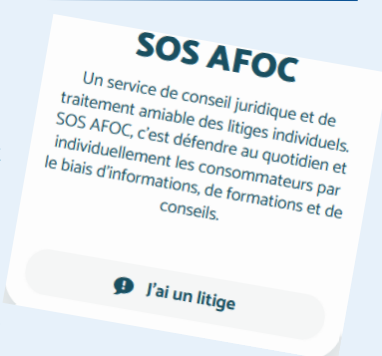 SOS AFOC
Un service de conseil juridique et de
traitement amiable des litiges individuels.
SOS AFOC, c'est défendre au quotidien et
individuellement les consommateurs par
le biais d'informations, de formations et de
conseils.
J'ai un litige